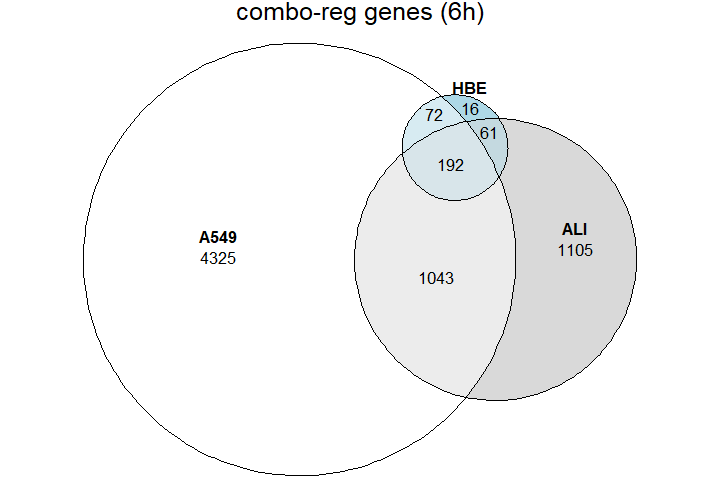 combo-reg genes (6h)
HBE
72
16
61
192
A549
4325
ALI
1105
1043